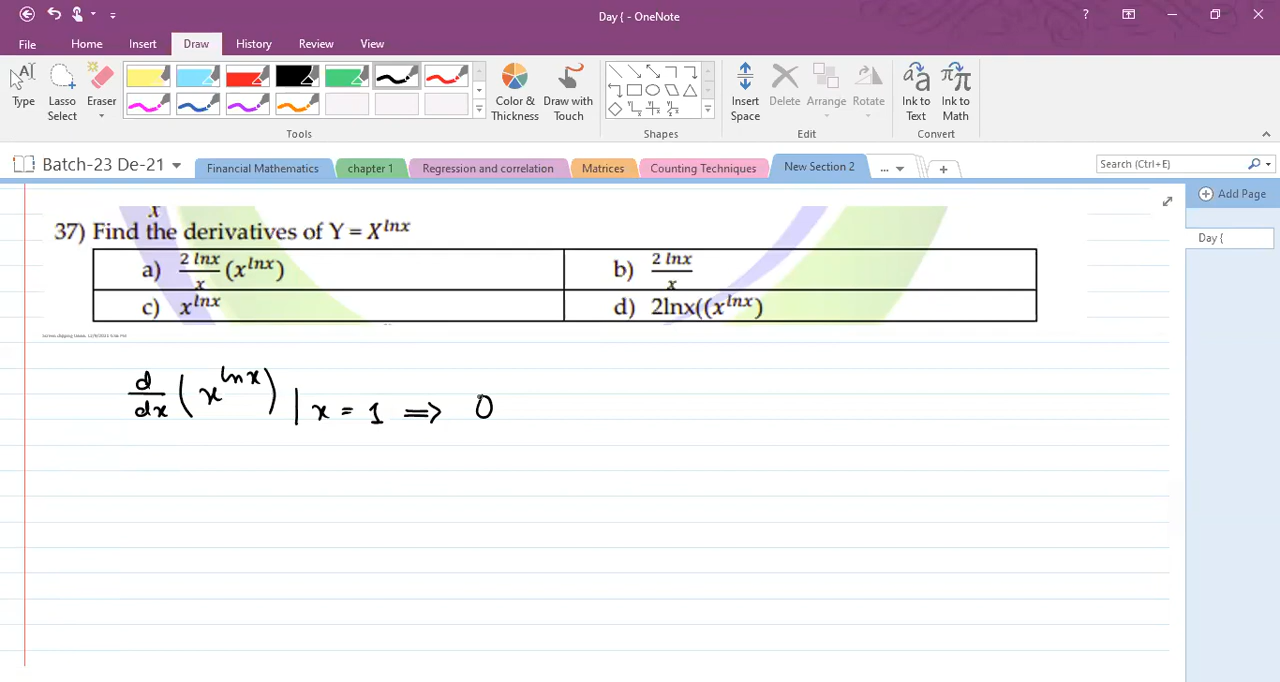 Day { - OneNote
File Home Insert Draw History Review View
Type Lasso Select Eraser Color & Thickness Draw with Touch Insert Space Delete Arrange Rotate Ink to Text Ink to Math
Tools Shapes Edit Convert
Batch-23 De-21 Financial Mathematics chapter 1 Regression and correlation Matrices Counting Techniques New Section 2 ... Search (Ctrl+E)
Add Page
Day {
x
37) Find the derivatives of Y = X^lnx
a) 2 lnx/x (x^lnx) b) 2 lnx/x
c) x^lnx d) 2lnx((x^lnx)
d/dx (x^ln x) | x = 1 ⇒ 0